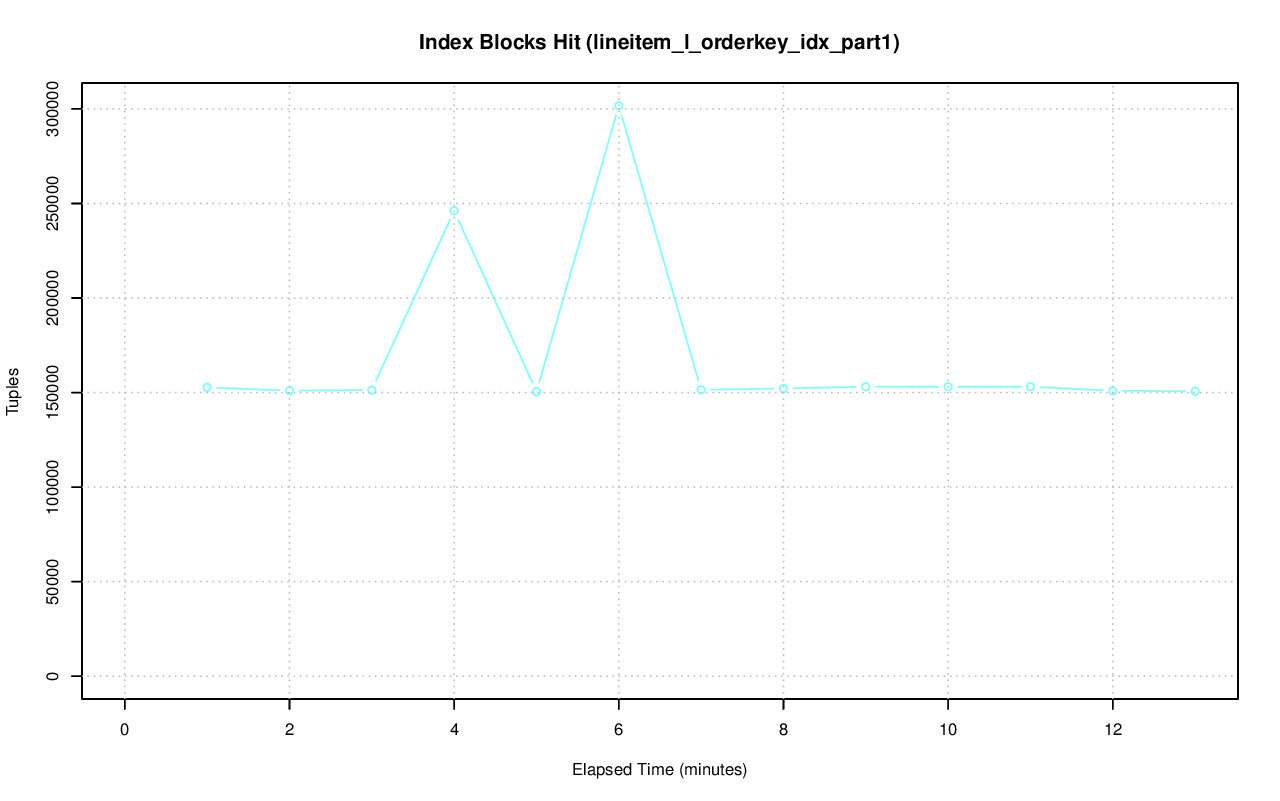 Index Blocks Hit (lineitem_l_orderkey_idx_part1)
Tuples
300000
250000
200000
150000
100000
50000
0
0 2 4 6 8 10 12
Elapsed Time (minutes)